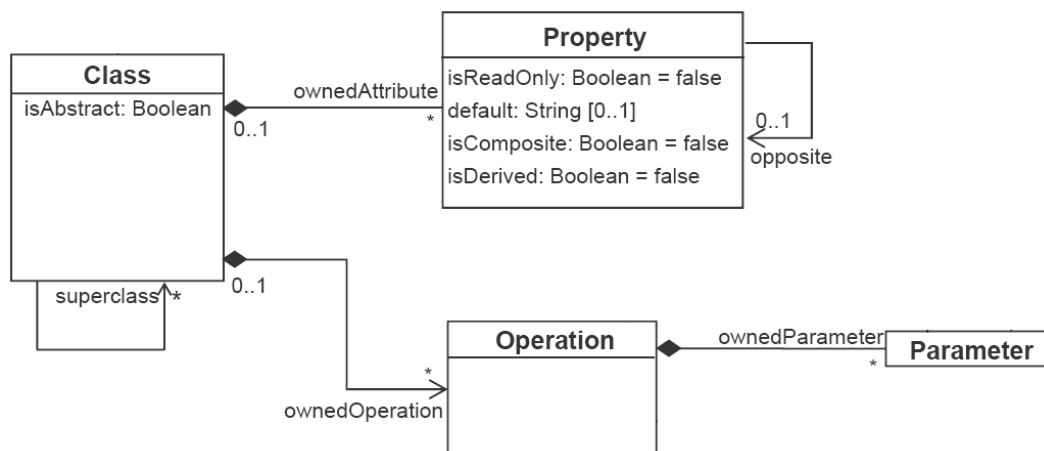 Class
isAbstract: Boolean
0..1
ownedAttribute
*
Property
isReadOnly: Boolean = false
default: String [0..1]
isComposite: Boolean = false
isDerived: Boolean = false
0..1
opposite
superclass *
0..1
*
ownedOperation
Operation
ownedParameter
*
Parameter